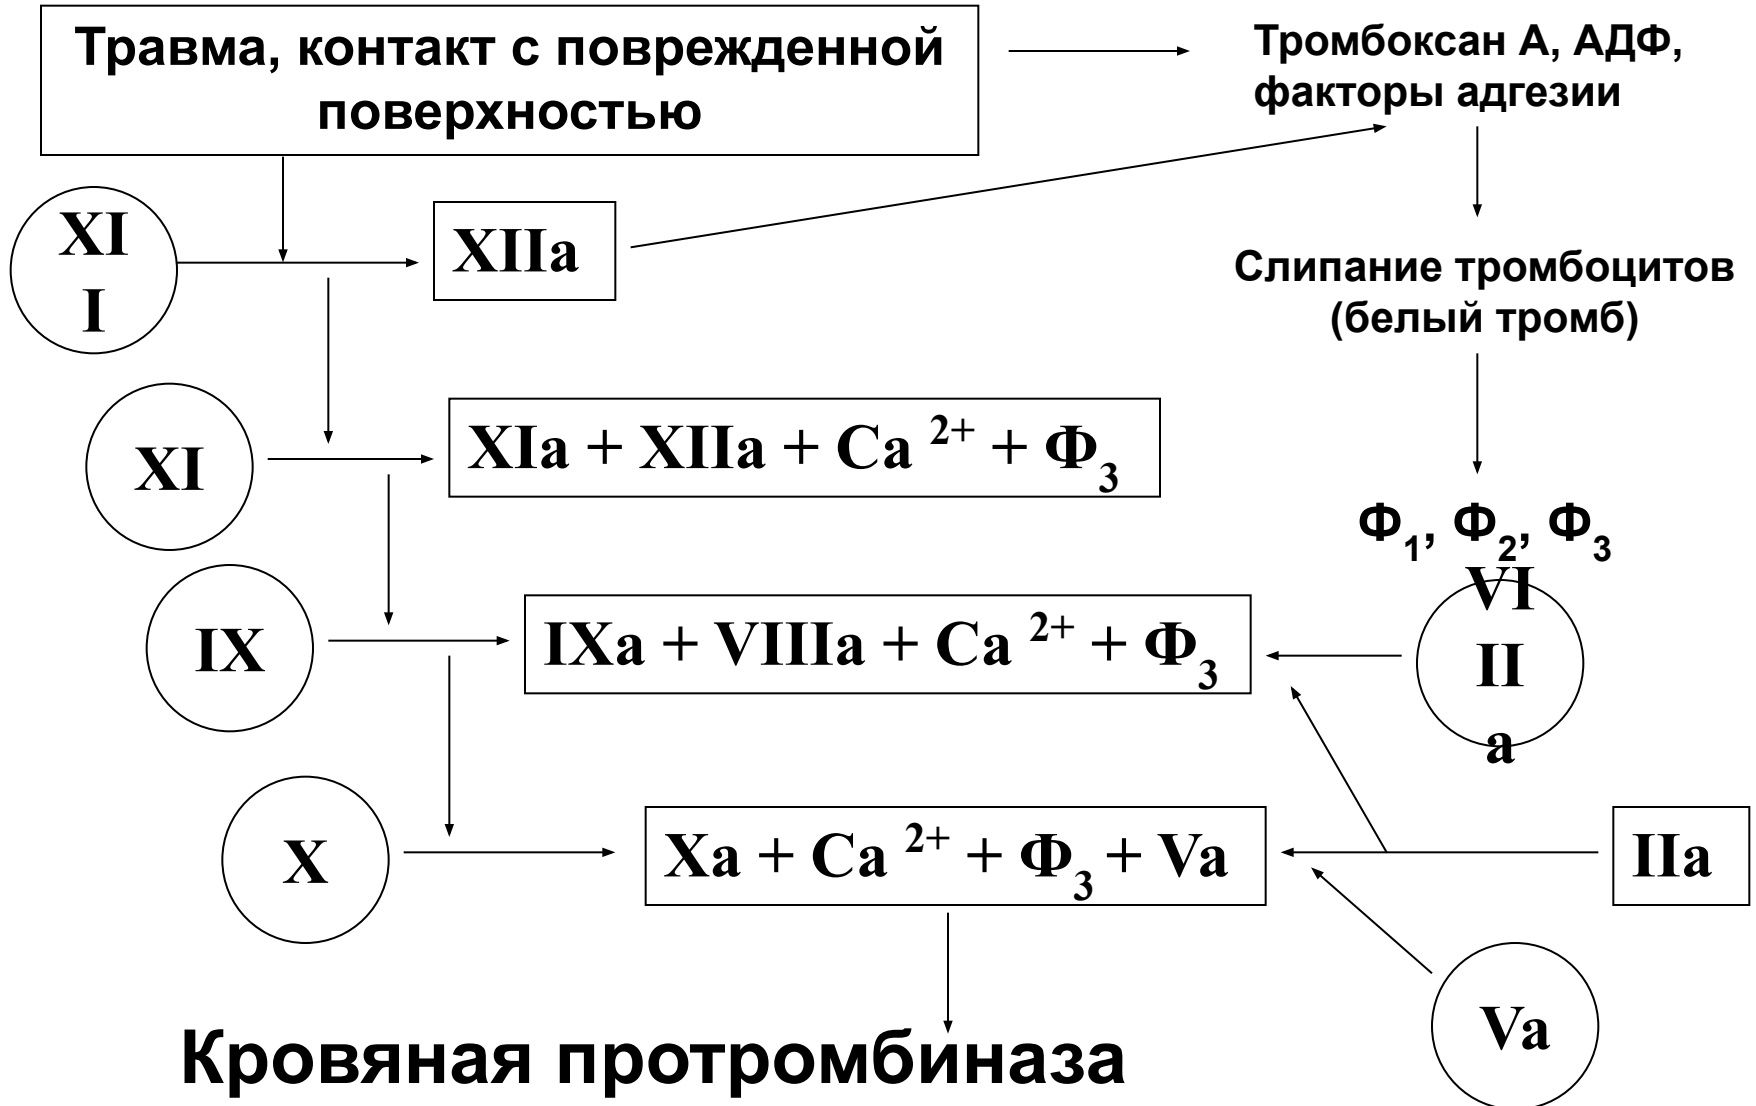 Травма, контакт с поврежденной
поверхностью
Тромбоксан А, АДФ,
факторы адгезии
XI
I
XIIa
Слипание тромбоцитов
(белый тромб)
XI
XIa + XIIa + Ca 2+ + Ф3
Ф1, Ф2, Ф3
IX
IXa + VIIIa + Ca 2+ + Ф3
VI
II
a
X
Xa + Ca 2+ + Ф3 + Va
IIa
Va
Кровяная протромбиназа